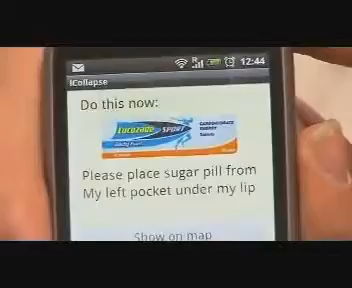 12:44
iCollapse
Do this now:
LUCOZADE SPORT
CARBOHYDRATE
ENERGY
Tablets
Please place sugar pill from
My left pocket under my lip
Show on map